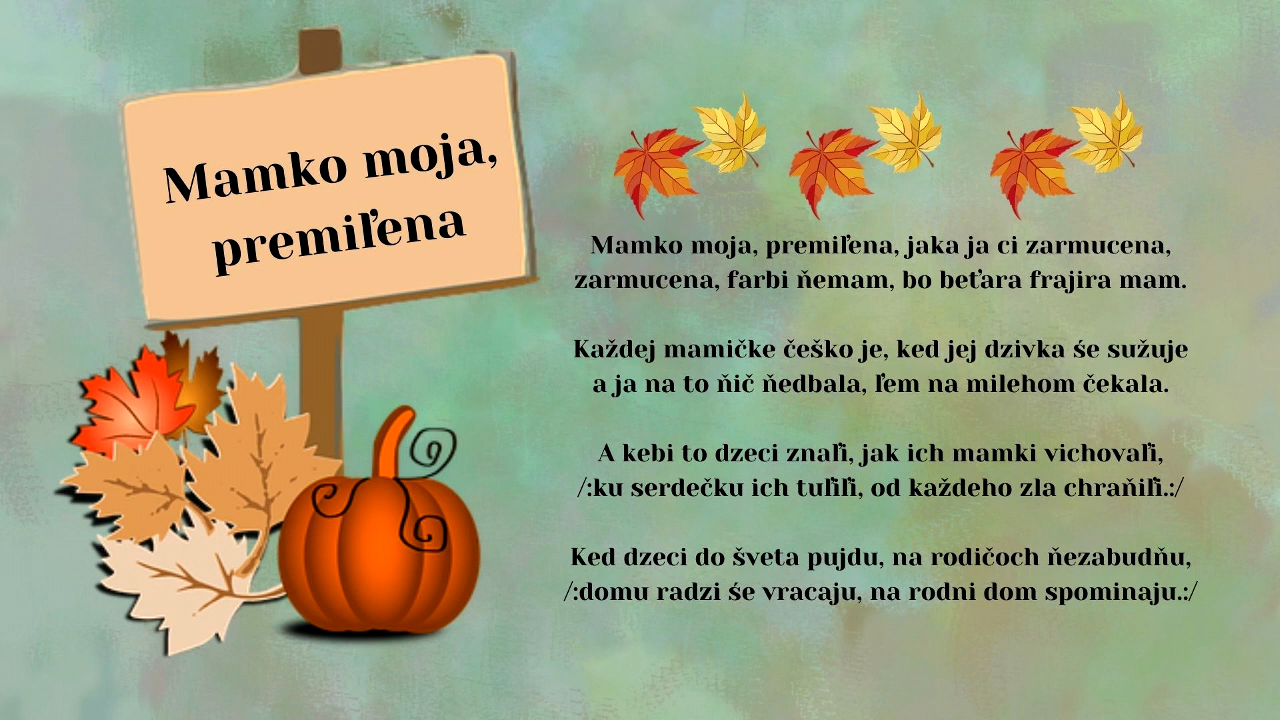 Mamko moja,
premiľena
Mamko moja, premiľena, jaka ja ci zarmucena,
zarmucena, farbi ňemam, bo beťara frajira mam.
Každej mamičke češko je, ked jej dzivka śe sužuje
a ja na to ňič ňedbala, ľem na milehom čekala.
A kebi to dzeci znaľi, jak ich mamki vichovaľi,
/:ku serdečku ich tuľiľi, od každeho zla chraňiľi.:/
Ked dzeci do šveta pujdu, na rodičoch ňezabudňu,
/:domu radzi śe vracaju, na rodni dom spominaju.:/